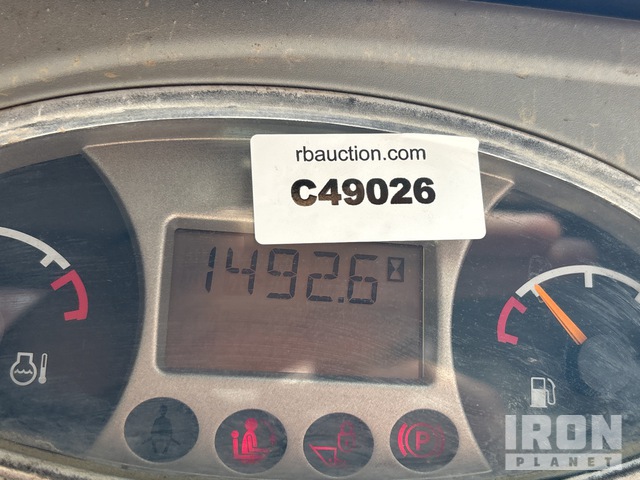 rbauction.com
C49026
1492.6
P
IRON
PLANET